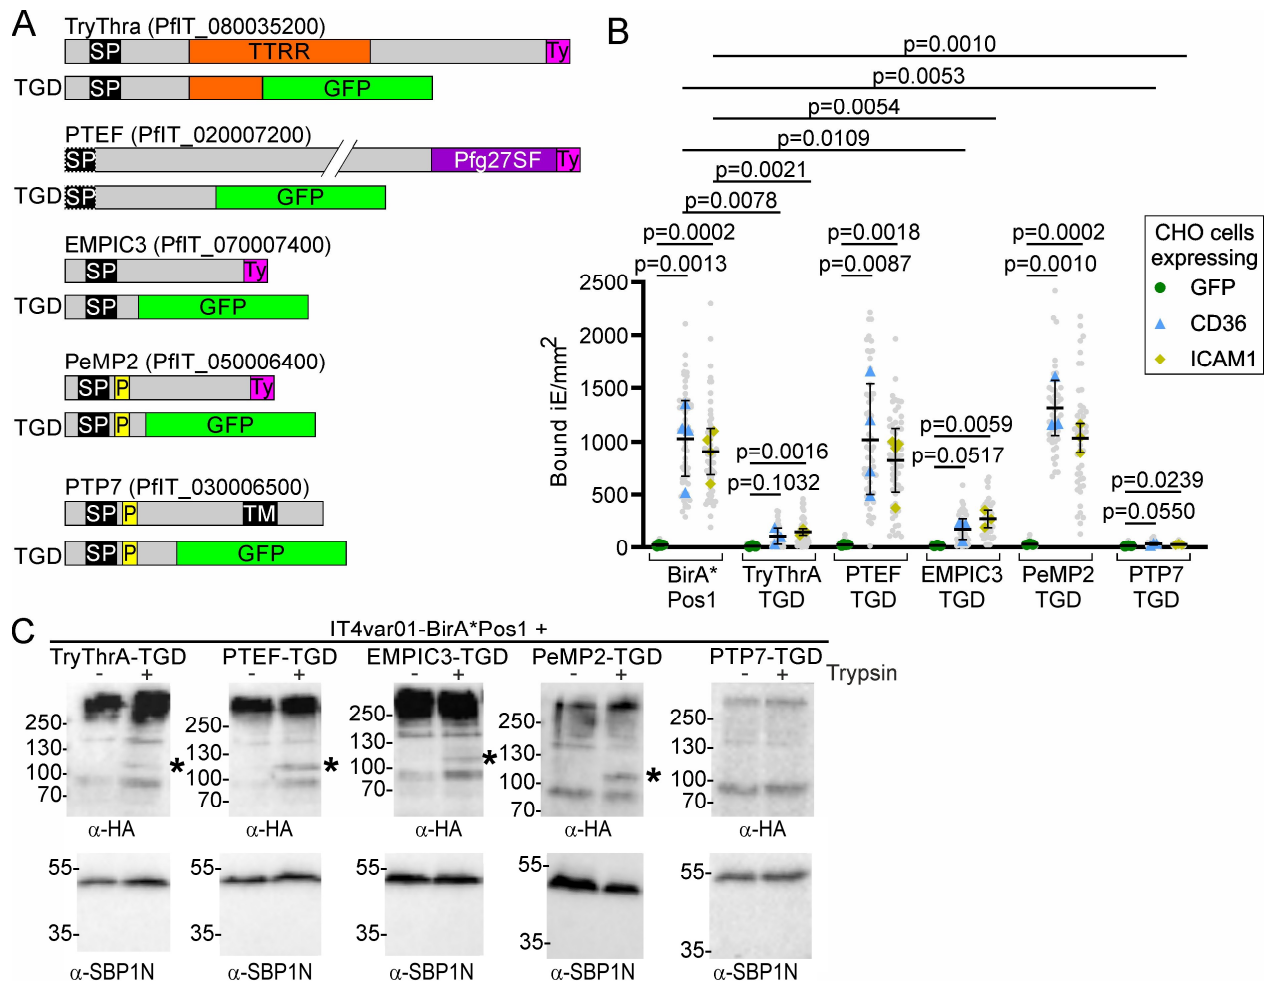 A
TryThra (PfIT_080035200)
SP TTRR Ty
TGD SP GFP
PTEF (PfIT_020007200)
SP Pfg27SF Ty
TGD SP GFP
EMPIC3 (PfIT_070007400)
SP Ty
TGD SP GFP
PeMP2 (PfIT_050006400)
SP P Ty
TGD SP P GFP
PTP7 (PfIT_030006500)
SP P TM
TGD SP P GFP
B
p=0.0010
p=0.0053
p=0.0054
p=0.0109
p=0.0021
p=0.0078
p=0.0002 p=0.0018 p=0.0002
p=0.0013 p=0.0087 p=0.0010
p=0.0016 p=0.0059 p=0.0239
p=0.1032 p=0.0517 p=0.0550
Bound iE/mm²
2500
2000
1500
1000
500
0
BirA* TryThrA PTEF EMPIC3 PeMP2 PTP7
Pos1 TGD TGD TGD TGD TGD
CHO cells
expressing
GFP
CD36
ICAM1
C
IT4var01-BirA*Pos1 +
TryThrA-TGD PTEF-TGD EMPIC3-TGD PeMP2-TGD PTP7-TGD
- + - + - + - + - + Trypsin
250- 250- 250- 250- 250-
130- 130- 130- 130- 130-
100- 100- 100- 100- 100-
70- 70- 70- 70- 70-
* * * *
α-HA α-HA α-HA α-HA α-HA
55- 55- 55- 55- 55-
35- 35- 35- 35- 35-
α-SBP1N α-SBP1N α-SBP1N α-SBP1N α-SBP1N